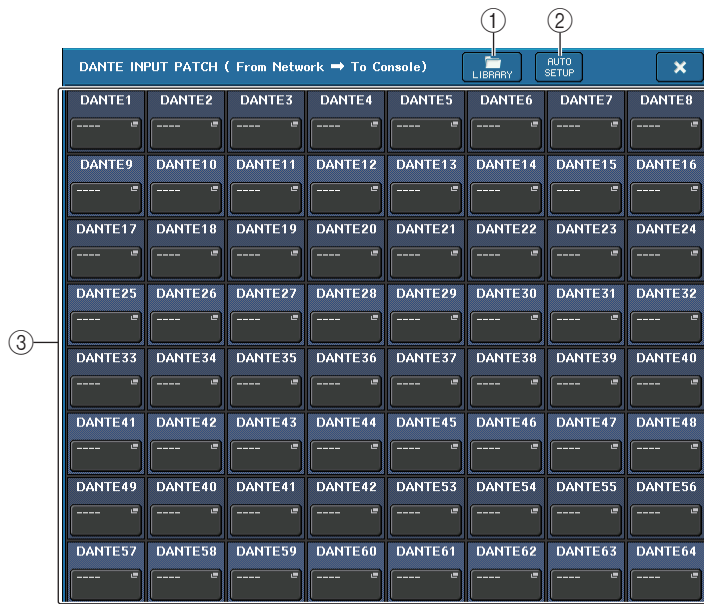 ① ②
DANTE INPUT PATCH ( From Network ➡ To Console) LIBRARY AUTO SETUP ×
DANTE1 DANTE2 DANTE3 DANTE4 DANTE5 DANTE6 DANTE7 DANTE8
---- ---- ---- ---- ---- ---- ---- ----
DANTE9 DANTE10 DANTE11 DANTE12 DANTE13 DANTE14 DANTE15 DANTE16
---- ---- ---- ---- ---- ---- ---- ----
DANTE17 DANTE18 DANTE19 DANTE20 DANTE21 DANTE22 DANTE23 DANTE24
---- ---- ---- ---- ---- ---- ---- ----
DANTE25 DANTE26 DANTE27 DANTE28 DANTE29 DANTE30 DANTE31 DANTE32
---- ---- ---- ---- ---- ---- ---- ----
③
DANTE33 DANTE34 DANTE35 DANTE36 DANTE37 DANTE38 DANTE39 DANTE40
---- ---- ---- ---- ---- ---- ---- ----
DANTE41 DANTE42 DANTE43 DANTE44 DANTE45 DANTE46 DANTE47 DANTE48
---- ---- ---- ---- ---- ---- ---- ----
DANTE49 DANTE40 DANTE41 DANTE42 DANTE53 DANTE54 DANTE55 DANTE56
---- ---- ---- ---- ---- ---- ---- ----
DANTE57 DANTE58 DANTE59 DANTE60 DANTE61 DANTE62 DANTE63 DANTE64
---- ---- ---- ---- ---- ---- ---- ----